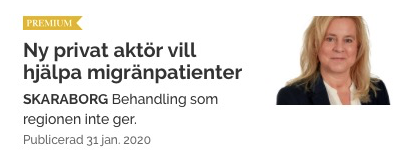 PREMIUM
Ny privat aktör vill
hjälpa migränpatienter
SKARABORG Behandling som
regionen inte ger.
Publicerad 31 jan. 2020